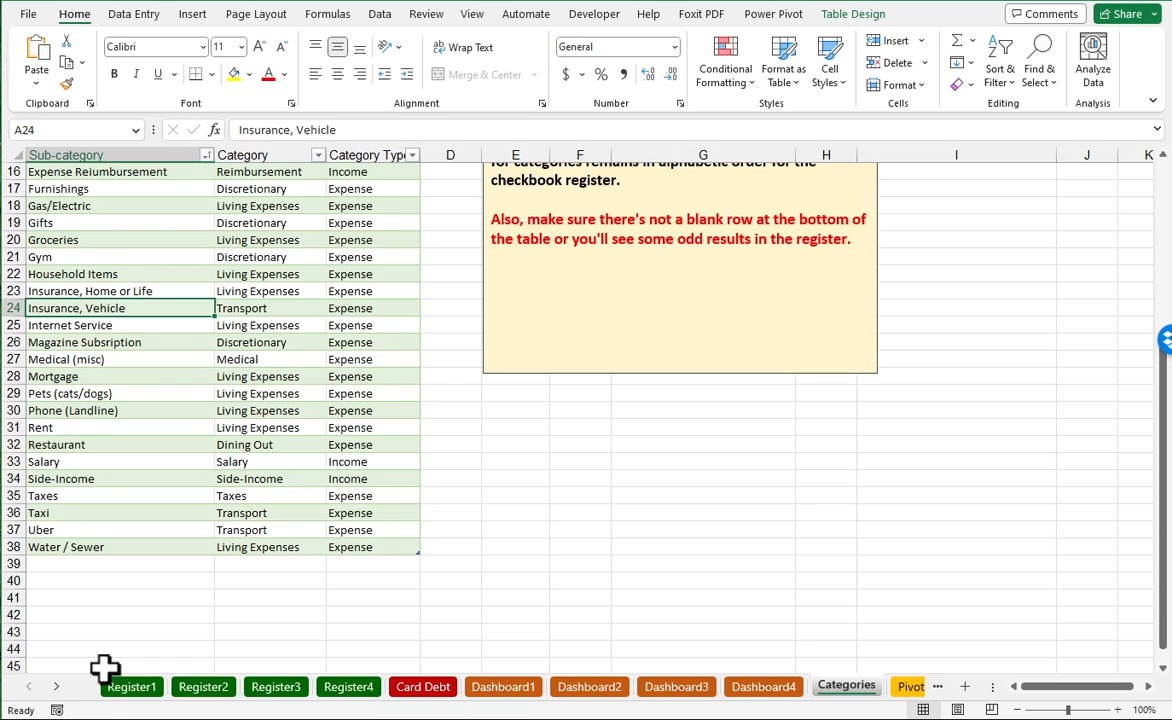 File Home Data Entry Insert Page Layout Formulas Data Review View Automate Developer Help Foxit PDF Power Pivot Table Design Comments Share
Calibri 11 Wrap Text General Insert
Paste Merge & Center Conditional Formatting Format as Table Cell Styles Delete Format Sort & Filter Find & Select Analyze Data
Clipboard Font Alignment Number Styles Cells Editing Analysis
A24 fx Insurance, Vehicle
Sub-category Category Category Typ D E F G H I J K
for categories remains in alphabetic order for the
16 Expense Reiumbursement Reimbursement Income
checkbook register.
17 Furnishings Discretionary Expense
18 Gas/Electric Living Expenses Expense
Also, make sure there's not a blank row at the bottom of
19 Gifts Discretionary Expense
the table or you'll see some odd results in the register.
20 Groceries Living Expenses Expense
21 Gym Discretionary Expense
22 Household Items Living Expenses Expense
23 Insurance, Home or Life Living Expenses Expense
24 Insurance, Vehicle Transport Expense
25 Internet Service Living Expenses Expense
26 Magazine Subsription Discretionary Expense
27 Medical (misc) Medical Expense
28 Mortgage Living Expenses Expense
29 Pets (cats/dogs) Living Expenses Expense
30 Phone (Landline) Living Expenses Expense
31 Rent Living Expenses Expense
32 Restaurant Dining Out Expense
33 Salary Salary Income
34 Side-Income Side-Income Income
35 Taxes Taxes Expense
36 Taxi Transport Expense
37 Uber Transport Expense
38 Water / Sewer Living Expenses Expense
39
40
41
42
43
44
45
Register1 Register2 Register3 Register4 Card Debt Dashboard1 Dashboard2 Dashboard3 Dashboard4 Categories Pivot
Ready 100%